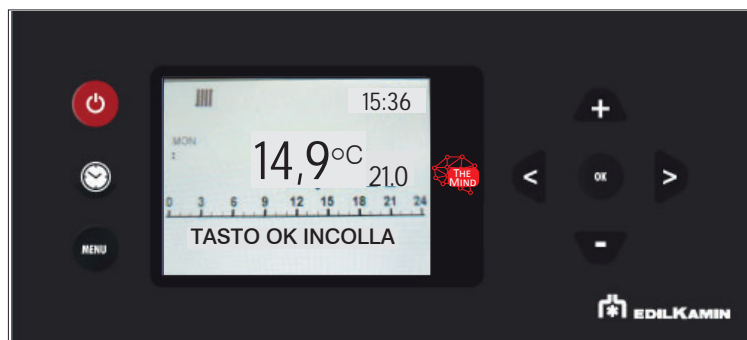 15:36
MON
1
14,9°C
21.0
THE
MIND
0 3 6 9 12 15 18 21 24
TASTO OK INCOLLA
MENU
+
<
OK
>
-
EDILKAMIN